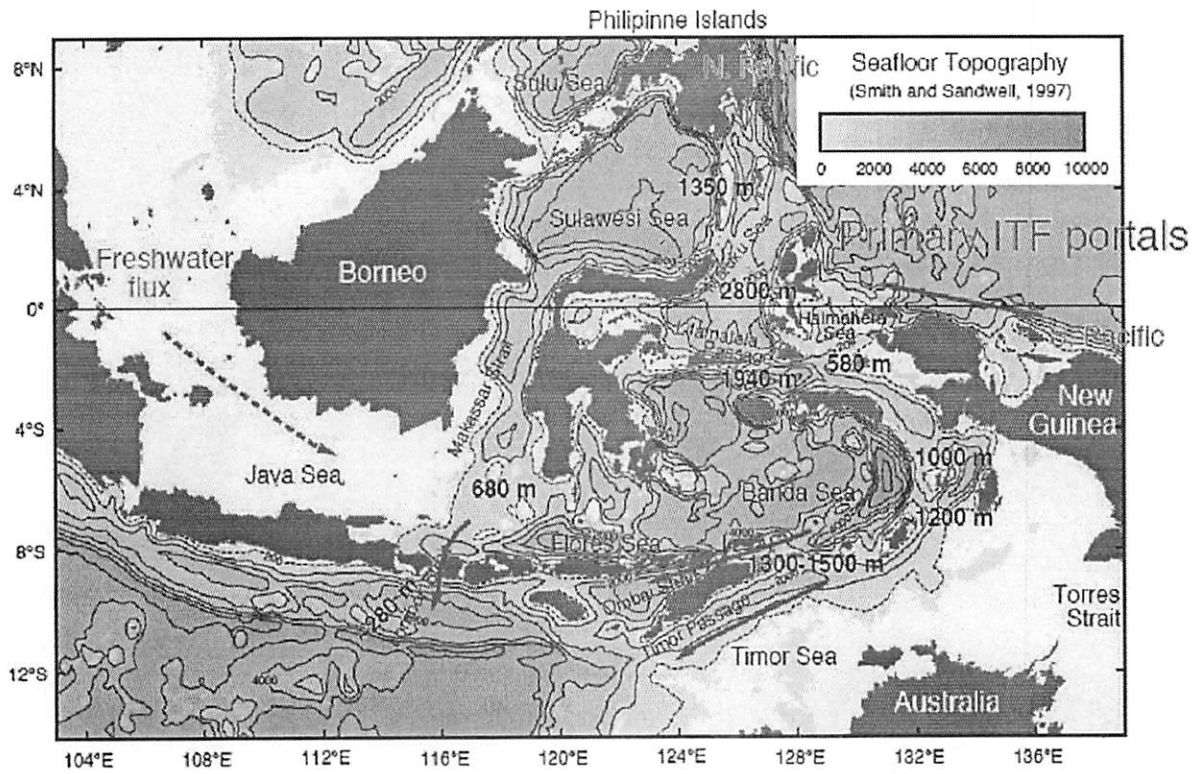 Philipinne Islands
8°N
4°N
0°
4°S
8°S
12°S
Sulu Sea
N. Pacific
Seafloor Topography
(Smith and Sandwell, 1997)
0 2000 4000 6000 8000 10000
2000
1350 m
Sulawesi Sea
Primary ITF portals
Freshwater
flux
Borneo
2800 m
Halmahera
Sea
Pacific
Passage
580 m
1940 m
Makassar Strait
New
Guinea
Java Sea
1000 m
680 m
Banda Sea
1200 m
Flores Sea
1300-1500 m
280 m
Timor Passage
Torres
Strait
Timor Sea
4000
Australia
104°E 108°E 112°E 116°E 120°E 124°E 128°E 132°E 136°E